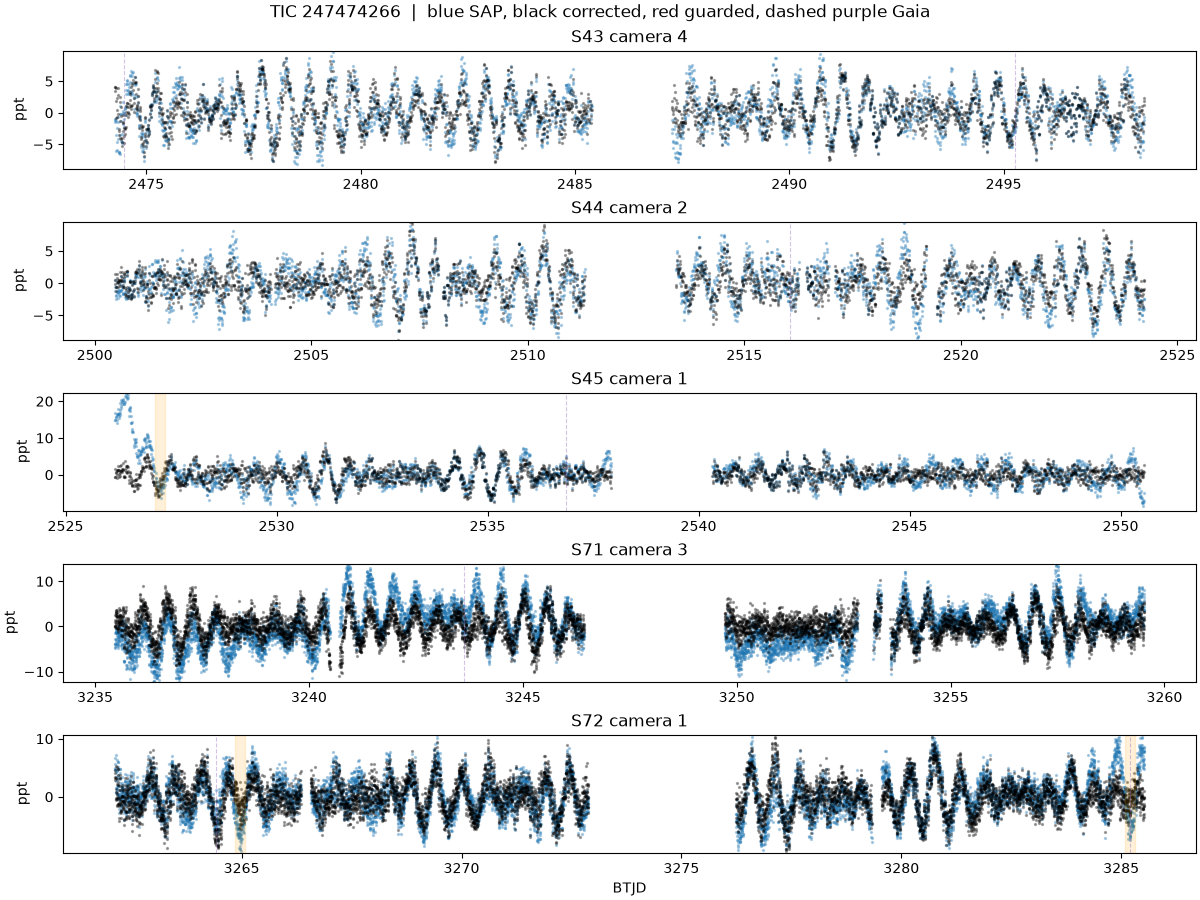 TIC 247474266 | blue SAP, black corrected, red guarded, dashed purple Gaia
S43 camera 4
ppt
5
0
−5
2475 2480 2485 2490 2495
S44 camera 2
ppt
5
0
−5
2500 2505 2510 2515 2520 2525
S45 camera 1
ppt
20
10
0
2525 2530 2535 2540 2545 2550
S71 camera 3
ppt
10
0
−10
3235 3240 3245 3250 3255 3260
S72 camera 1
ppt
10
0
3265 3270 3275 3280 3285
BTJD